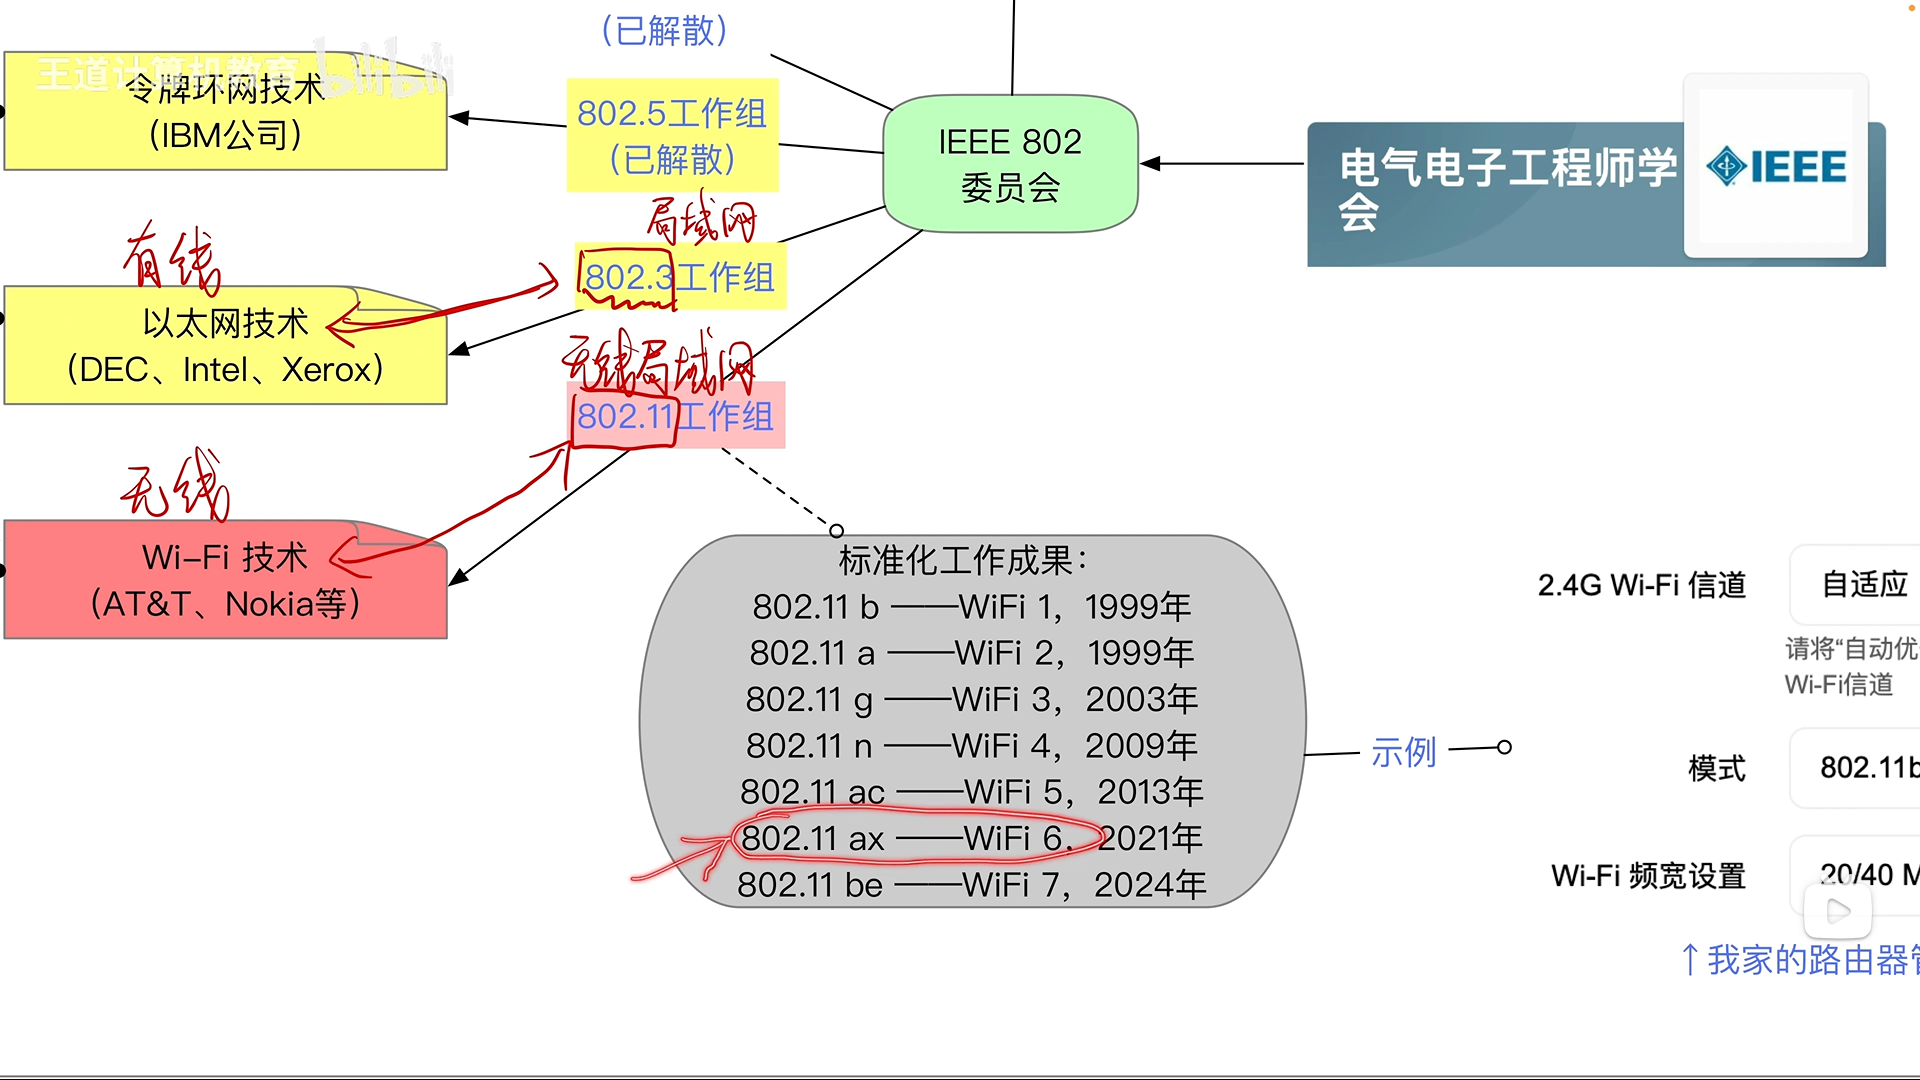 (已解散)
王道计算机教育 bilibili
令牌环网技术
(IBM公司)
802.5工作组
(已解散)
IEEE 802
委员会
电气电子工程师学
会
IEEE
局域网
802.3工作组
有线
以太网技术
(DEC、Intel、Xerox)
无线局域网
802.11工作组
无线
Wi-Fi 技术
(AT&T、Nokia等)
标准化工作成果：
802.11 b ——WiFi 1，1999年
802.11 a ——WiFi 2，1999年
802.11 g ——WiFi 3，2003年
802.11 n ——WiFi 4，2009年
802.11 ac ——WiFi 5，2013年
802.11 ax ——WiFi 6，2021年
802.11 be ——WiFi 7，2024年
示例
2.4G Wi-Fi 信道
自适应
请将“自动优
Wi-Fi信道
模式
802.11b
Wi-Fi 频宽设置
20/40 M
↑我家的路由器